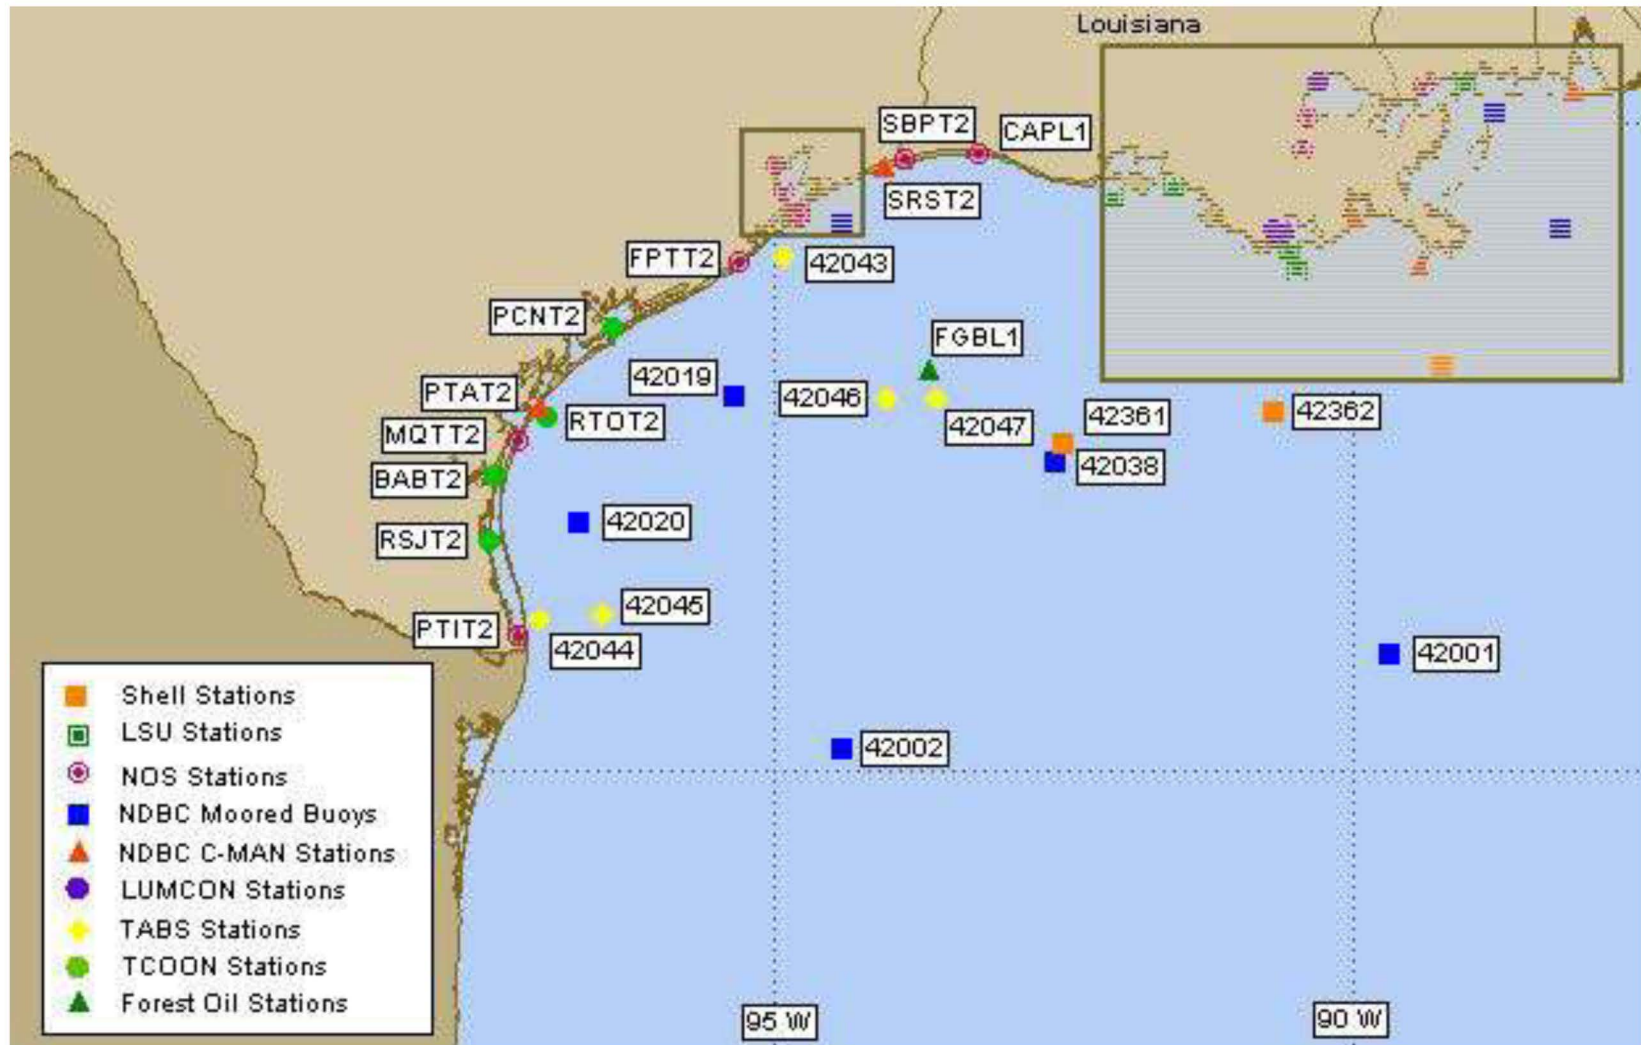 Louisiana
SBPT2
CAPL1
SRST2
FPTT2
42043
PCNT2
FGBL1
42019
42046
PTAT2
RTOT2
42047
42361
42362
MQTT2
42038
BABT2
42020
RSJT2
42045
PTIT2
42044
42001
42002
Shell Stations
LSU Stations
NOS Stations
NDBC Moored Buoys
NDBC C-MAN Stations
LUMCON Stations
TABS Stations
TCOON Stations
Forest Oil Stations
95 W
90 W